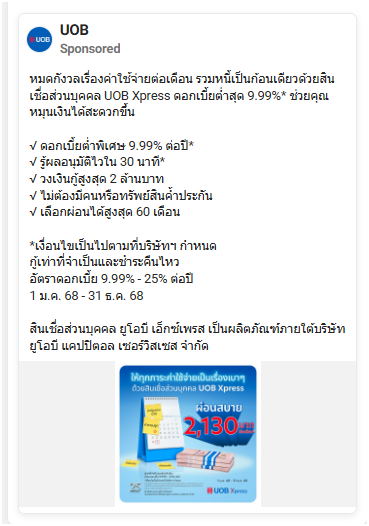 UOB
UOB
Sponsored
หมดกังวลเรื่องค่าใช้จ่ายต่อเดือน รวมหนี้เป็นก้อนเดียวด้วยสิน
เชื่อส่วนบุคคล UOB Xpress ดอกเบี้ยต่ำสุด 9.99%* ช่วยคุณ
หมุนเงินได้สะดวกขึ้น
√ ดอกเบี้ยต่ำพิเศษ 9.99% ต่อปี*
√ รู้ผลอนุมัติไวใน 30 นาที*
√ วงเงินกู้สูงสุด 2 ล้านบาท
√ ไม่ต้องมีคนหรือทรัพย์สินค้ำประกัน
√ เลือกผ่อนได้สูงสุด 60 เดือน
*เงื่อนไขเป็นไปตามที่บริษัทฯ กำหนด
กู้เท่าที่จำเป็นและชำระคืนไหว
อัตราดอกเบี้ย 9.99% - 25% ต่อปี
1 ม.ค. 68 - 31 ธ.ค. 68
สินเชื่อส่วนบุคคล ยูโอบี เอ็กซ์เพรส เป็นผลิตภัณฑ์ภายใต้บริษัท
ยูโอบี แคปปิตอล เซอร์วิสเซส จำกัด
ให้ทุกภาระค่าใช้จ่ายเป็นเรื่องเบาๆ
ด้วยสินเชื่อส่วนบุคคล UOB Xpress
ผ่อนสบาย
2,130
UOB Xpress